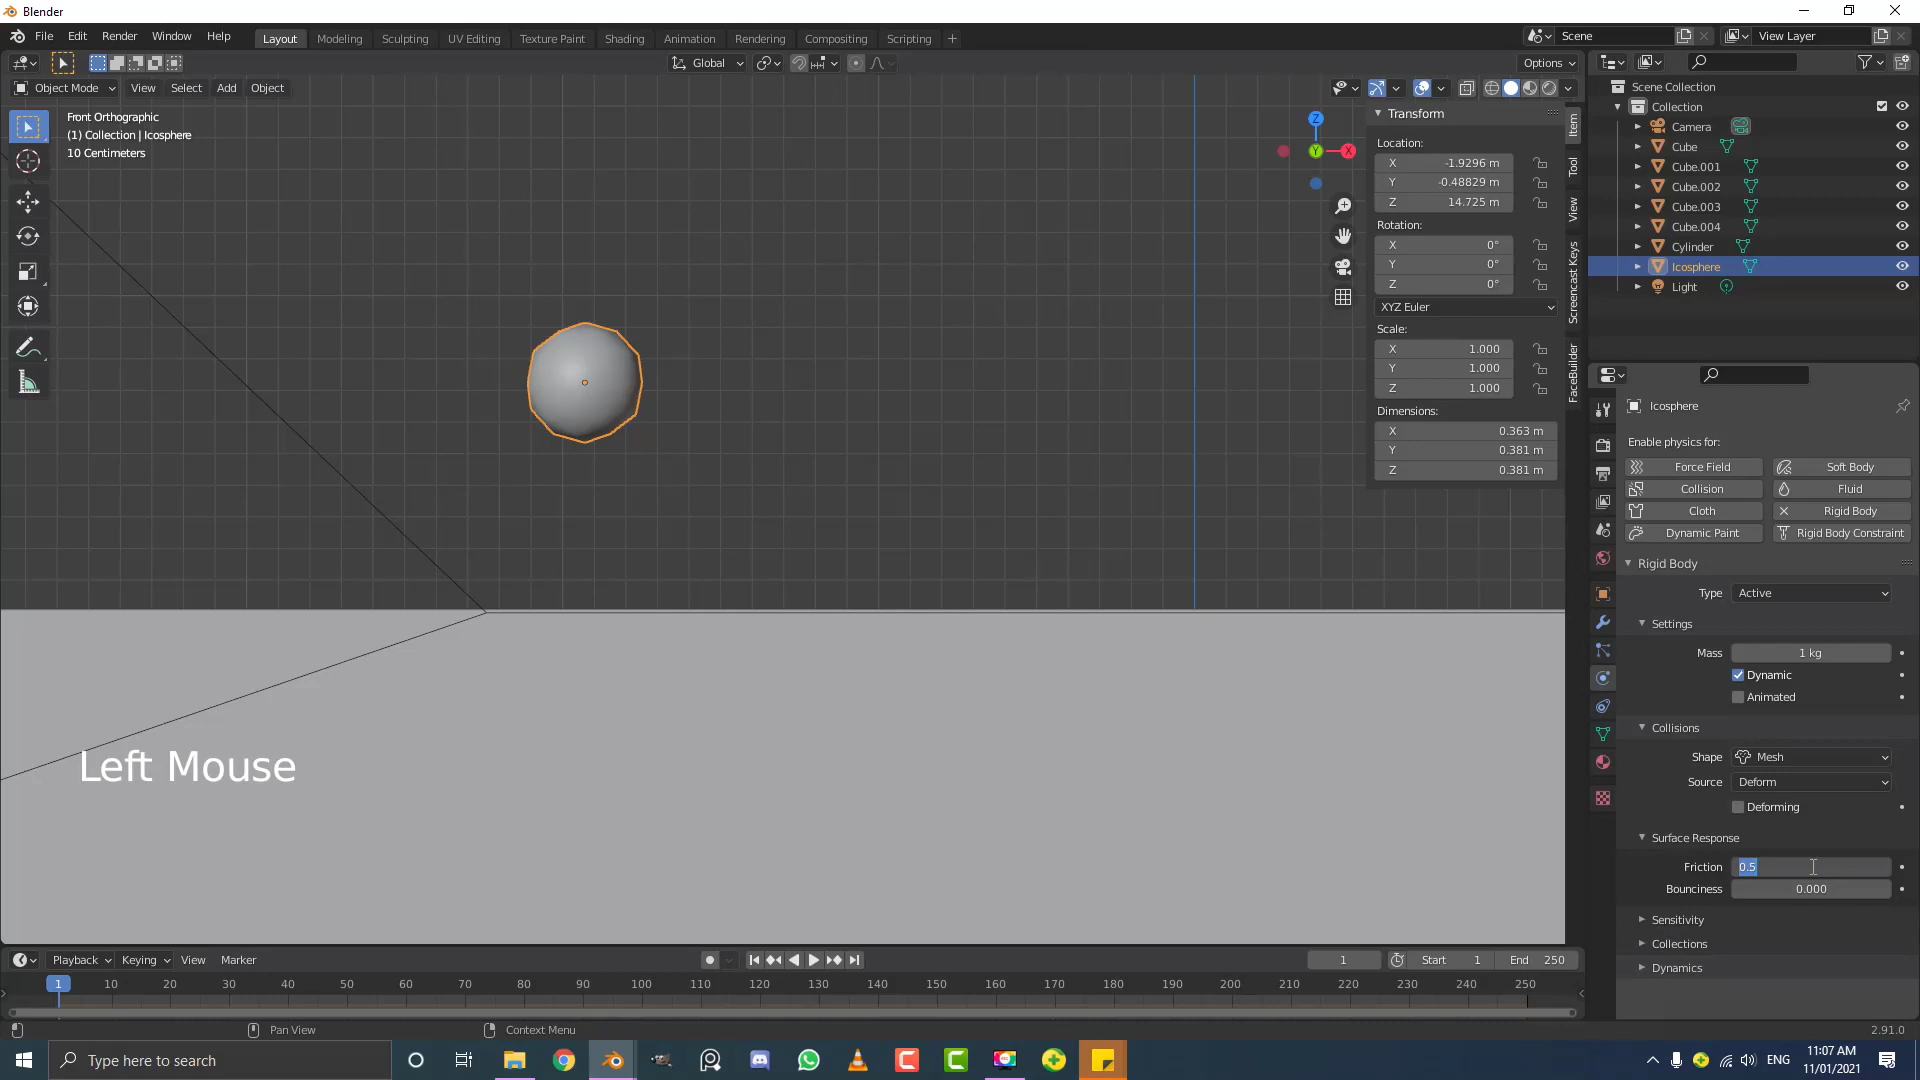 Blender
File Edit Render Window Help
Layout Modeling Sculpting UV Editing Texture Paint Shading Animation Rendering Compositing Scripting +
Scene
View Layer
Global
Options
Object Mode View Select Add Object
Front Orthographic
(1) Collection | Icosphere
10 Centimeters
Z
Y
X
Transform
Location:
X -1.9296 m
Y -0.48829 m
Z 14.725 m
Rotation:
X 0°
Y 0°
Z 0°
XYZ Euler
Scale:
X 1.000
Y 1.000
Z 1.000
Dimensions:
X 0.363 m
Y 0.381 m
Z 0.381 m
Item
Tool
View
Screencast Keys
FaceBuilder
Scene Collection
Collection
Camera
Cube
Cube.001
Cube.002
Cube.003
Cube.004
Cylinder
Icosphere
Light
Icosphere
Enable physics for:
Force Field Soft Body
Collision Fluid
Cloth Rigid Body
Dynamic Paint Rigid Body Constraint
Rigid Body
Type Active
Settings
Mass 1 kg
Dynamic
Animated
Collisions
Shape Mesh
Source Deform
Deforming
Surface Response
Friction 0.5
Bounciness 0.000
Sensitivity
Collections
Dynamics
Left Mouse
Playback Keying View Marker
1 Start 1 End 250
1 10 20 30 40 50 60 70 80 90 100 110 120 130 140 150 160 170 180 190 200 210 220 230 240 250
Pan View Context Menu
2.91.0
Type here to search
ENG
11:07 AM
11/01/2021